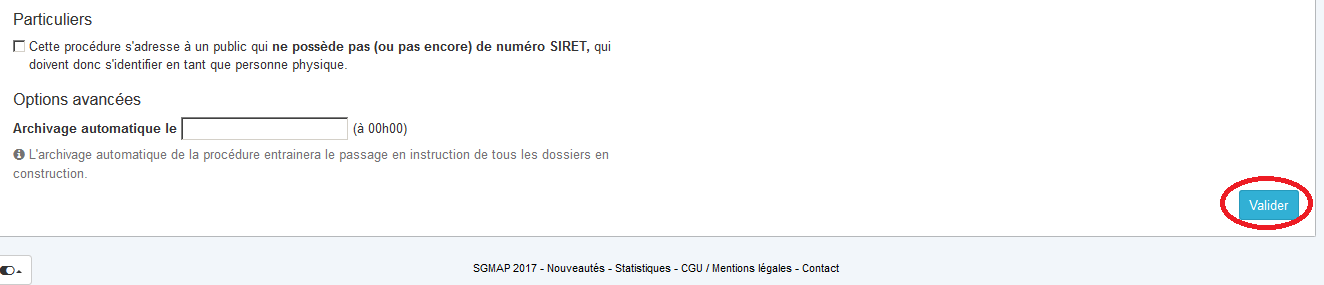 Particuliers
Cette procédure s'adresse à un public qui ne possède pas (ou pas encore) de numéro SIRET, qui
doivent donc s'identifier en tant que personne physique.
Options avancées
Archivage automatique le (à 00h00)
L'archivage automatique de la procédure entrainera le passage en instruction de tous les dossiers en
construction.
Valider
SGMAP 2017 - Nouveautés - Statistiques - CGU / Mentions légales - Contact